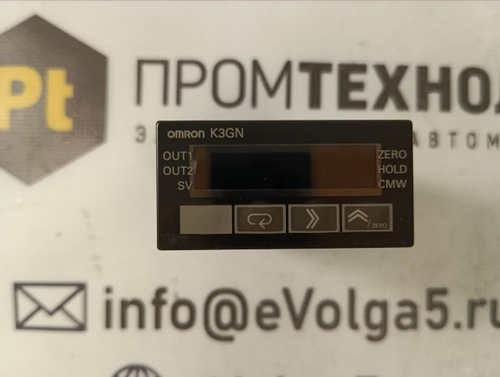 Pt ПРОМТЕХНО
omron K3GN
OUT1 ZERO
OUT2 HOLD
SV CMW
/ZERO
info@eVolga5.ru